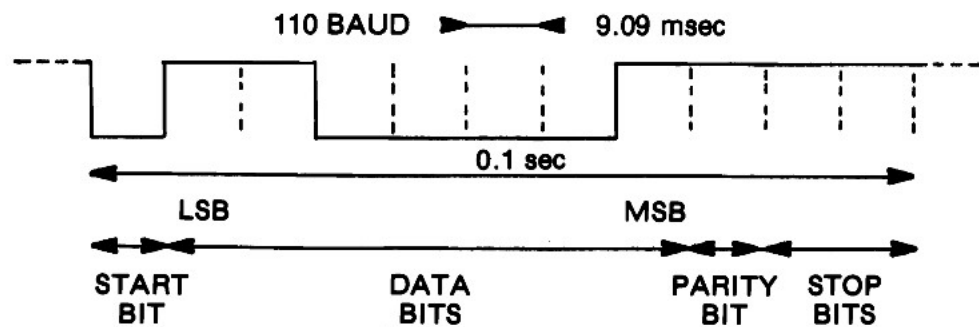 110 BAUD 9.09 msec
0.1 sec
LSB MSB
START BIT
DATA BITS
PARITY BIT
STOP BITS